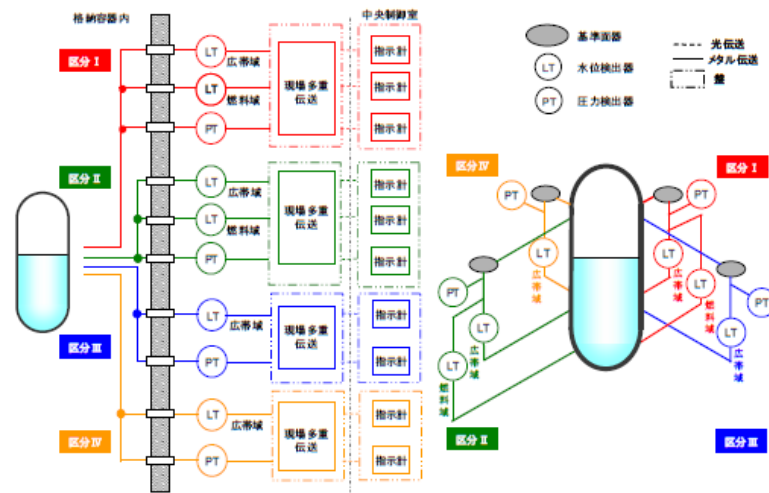 格納容器内
中央制御室
区分Ⅰ
LT
広帯域
LT
燃料域
PT
現場多重
伝送
指示計
指示計
指示計
区分Ⅱ
LT
広帯域
LT
燃料域
PT
現場多重
伝送
指示計
指示計
指示計
区分Ⅲ
LT
広帯域
PT
現場多重
伝送
指示計
指示計
区分Ⅳ
LT
広帯域
PT
現場多重
伝送
指示計
指示計
基準面器
LT
水位検出器
PT
圧力検出器
光伝送
メタル伝送
盤
区分Ⅳ
区分Ⅰ
PT
PT
LT
広帯域
LT
広帯域
LT
燃料域
PT
LT
広帯域
PT
LT
広帯域
LT
燃料域
区分Ⅱ
区分Ⅲ